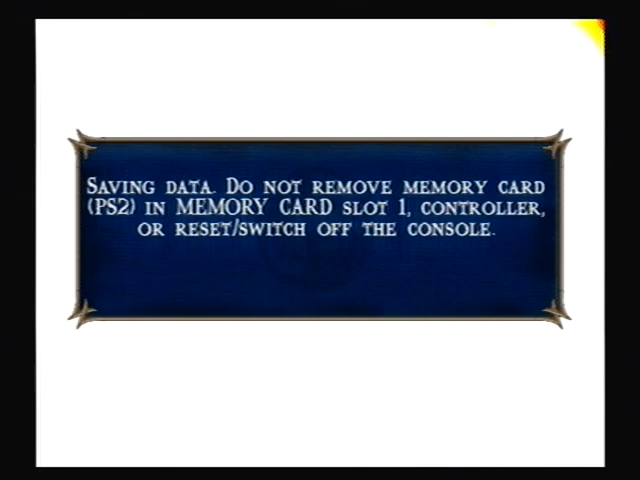 Saving data. Do not remove memory card
(PS2) in MEMORY CARD slot 1, controller,
or reset/switch off the console.